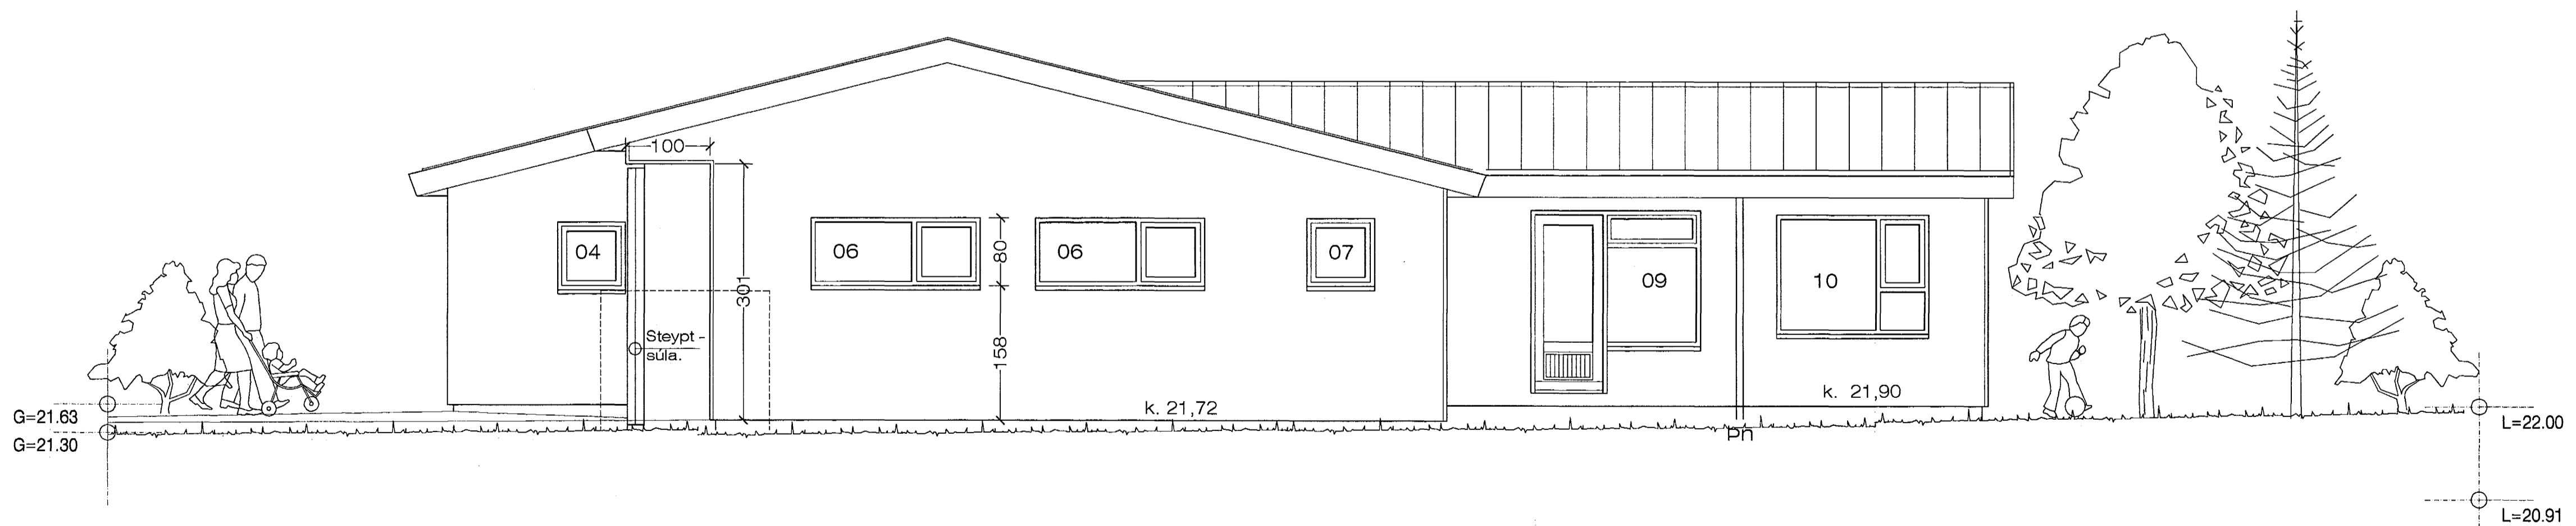 100
04
06
80
06
07
301
09
10
Steypt -
súla.
158
k. 21,72
k. 21,90
G=21.63
G=21.30
Þn
L=22.00
L=20.91